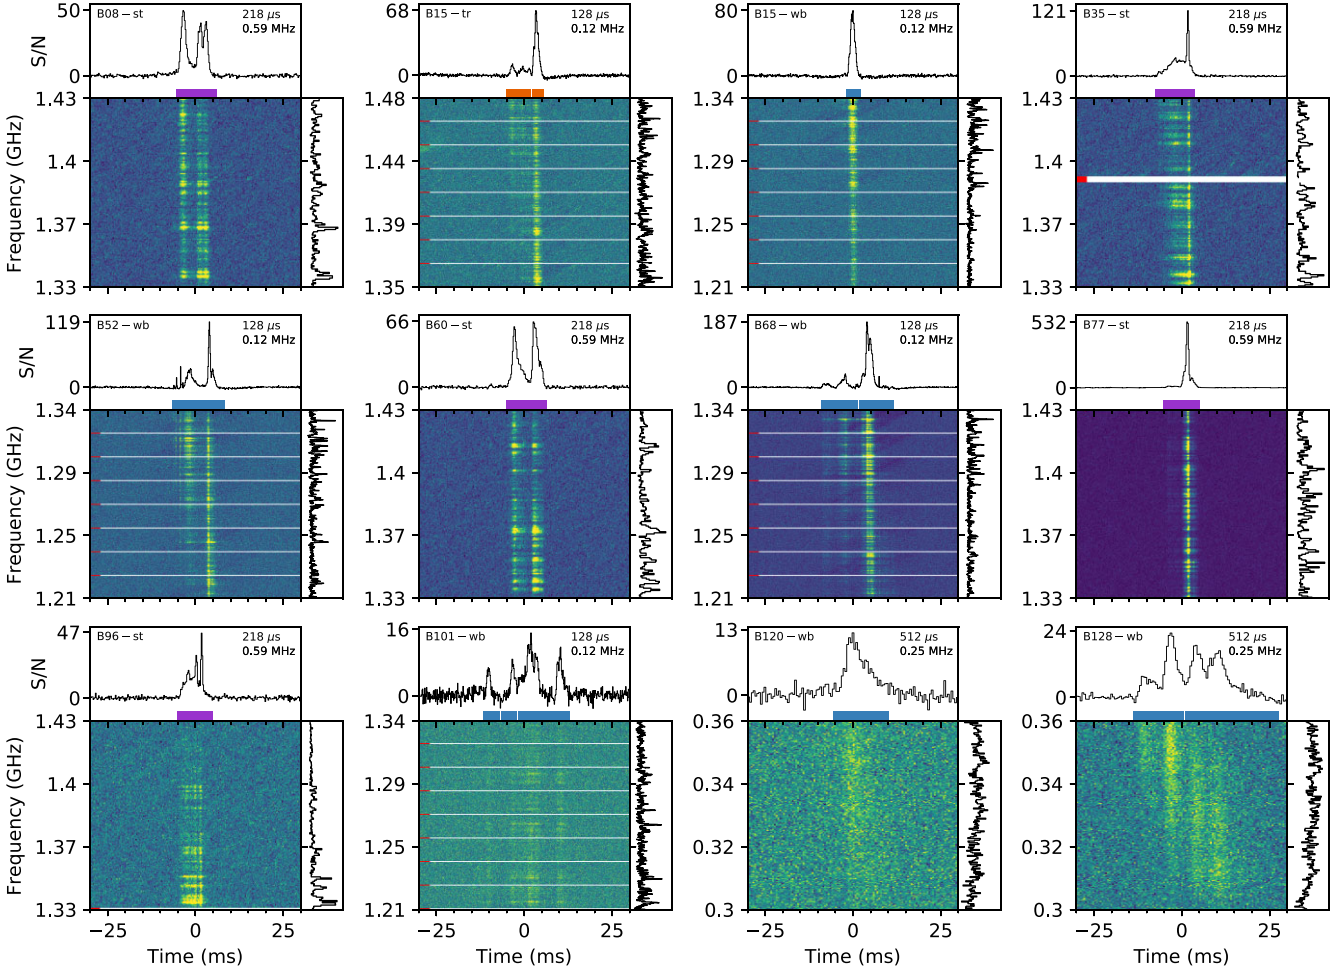 50
S/N
0
B08−st
218 μs
0.59 MHz
68
0
B15−tr
128 μs
0.12 MHz
80
0
B15−wb
128 μs
0.12 MHz
121
0
B35−st
218 μs
0.59 MHz
Frequency (GHz)
1.43
1.4
1.37
1.33
1.48
1.44
1.39
1.35
1.34
1.29
1.25
1.21
1.43
1.4
1.37
1.33
−25
0
25
119
S/N
0
B52−wb
128 μs
0.12 MHz
66
0
B60−st
218 μs
0.59 MHz
187
0
B68−wb
128 μs
0.12 MHz
532
0
B77−st
218 μs
0.59 MHz
Frequency (GHz)
1.34
1.29
1.25
1.21
1.43
1.4
1.37
1.33
1.34
1.29
1.25
1.21
1.43
1.4
1.37
1.33
47
S/N
0
B96−st
218 μs
0.59 MHz
16
0
B101−wb
128 μs
0.12 MHz
13
0
B120−wb
512 μs
0.25 MHz
24
0
B128−wb
512 μs
0.25 MHz
Frequency (GHz)
1.43
1.4
1.37
1.33
1.34
1.29
1.25
1.21
0.36
0.34
0.32
0.3
0.36
0.34
0.32
0.3
−25 0 25
−25 0 25
−25 0 25
−25 0 25
Time (ms)
Time (ms)
Time (ms)
Time (ms)